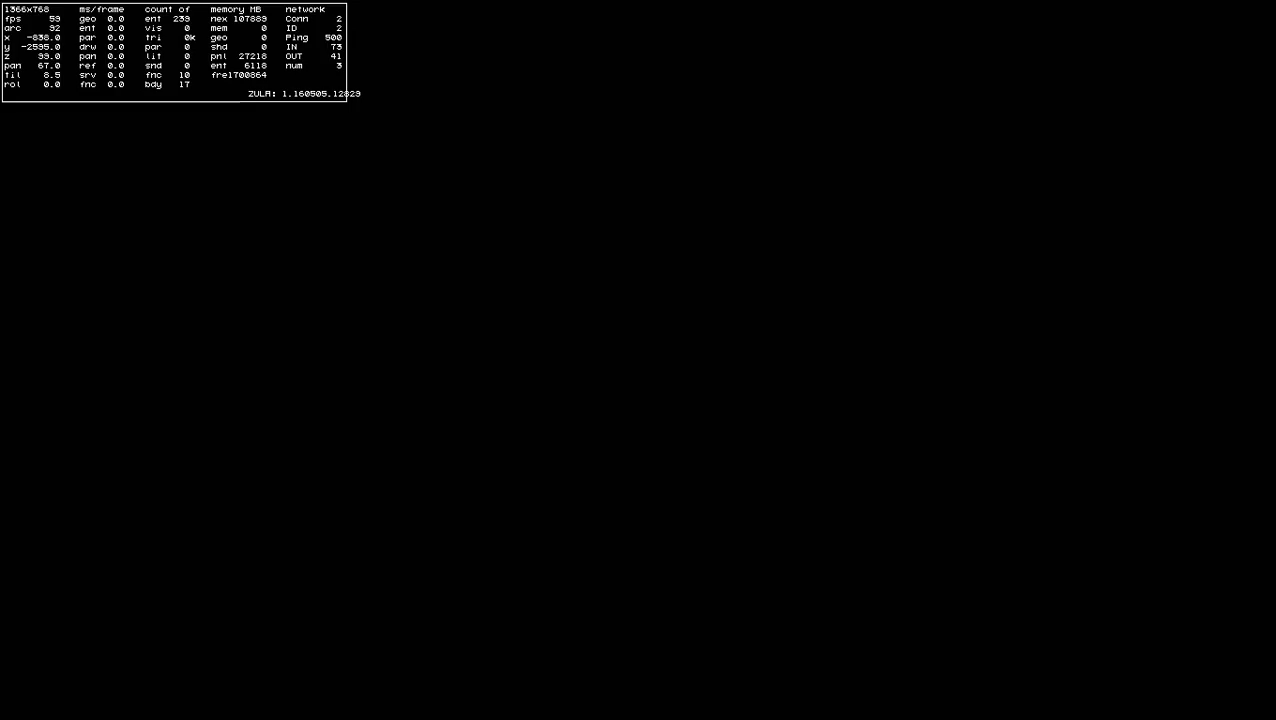 1366x768 ms/frame count of memory MB network
fps 59 geo 0.0 ent 239 nex 107889 Conn 2
arc 92 ent 0.0 vis 0 mem 0 ID 2
x -838.0 par 0.0 tri 0k geo 0 Ping 500
y -2595.0 drw 0.0 par 0 shd 0 IN 73
z 99.0 pan 0.0 lit 0 pnl 27218 OUT 41
pan 67.0 ref 0.0 snd 0 ent 6118 num 3
til 8.5 srv 0.0 fnc 10 fre1700864
rol 0.0 fnc 0.0 bdy 17
ZULA: 1.160505.12829